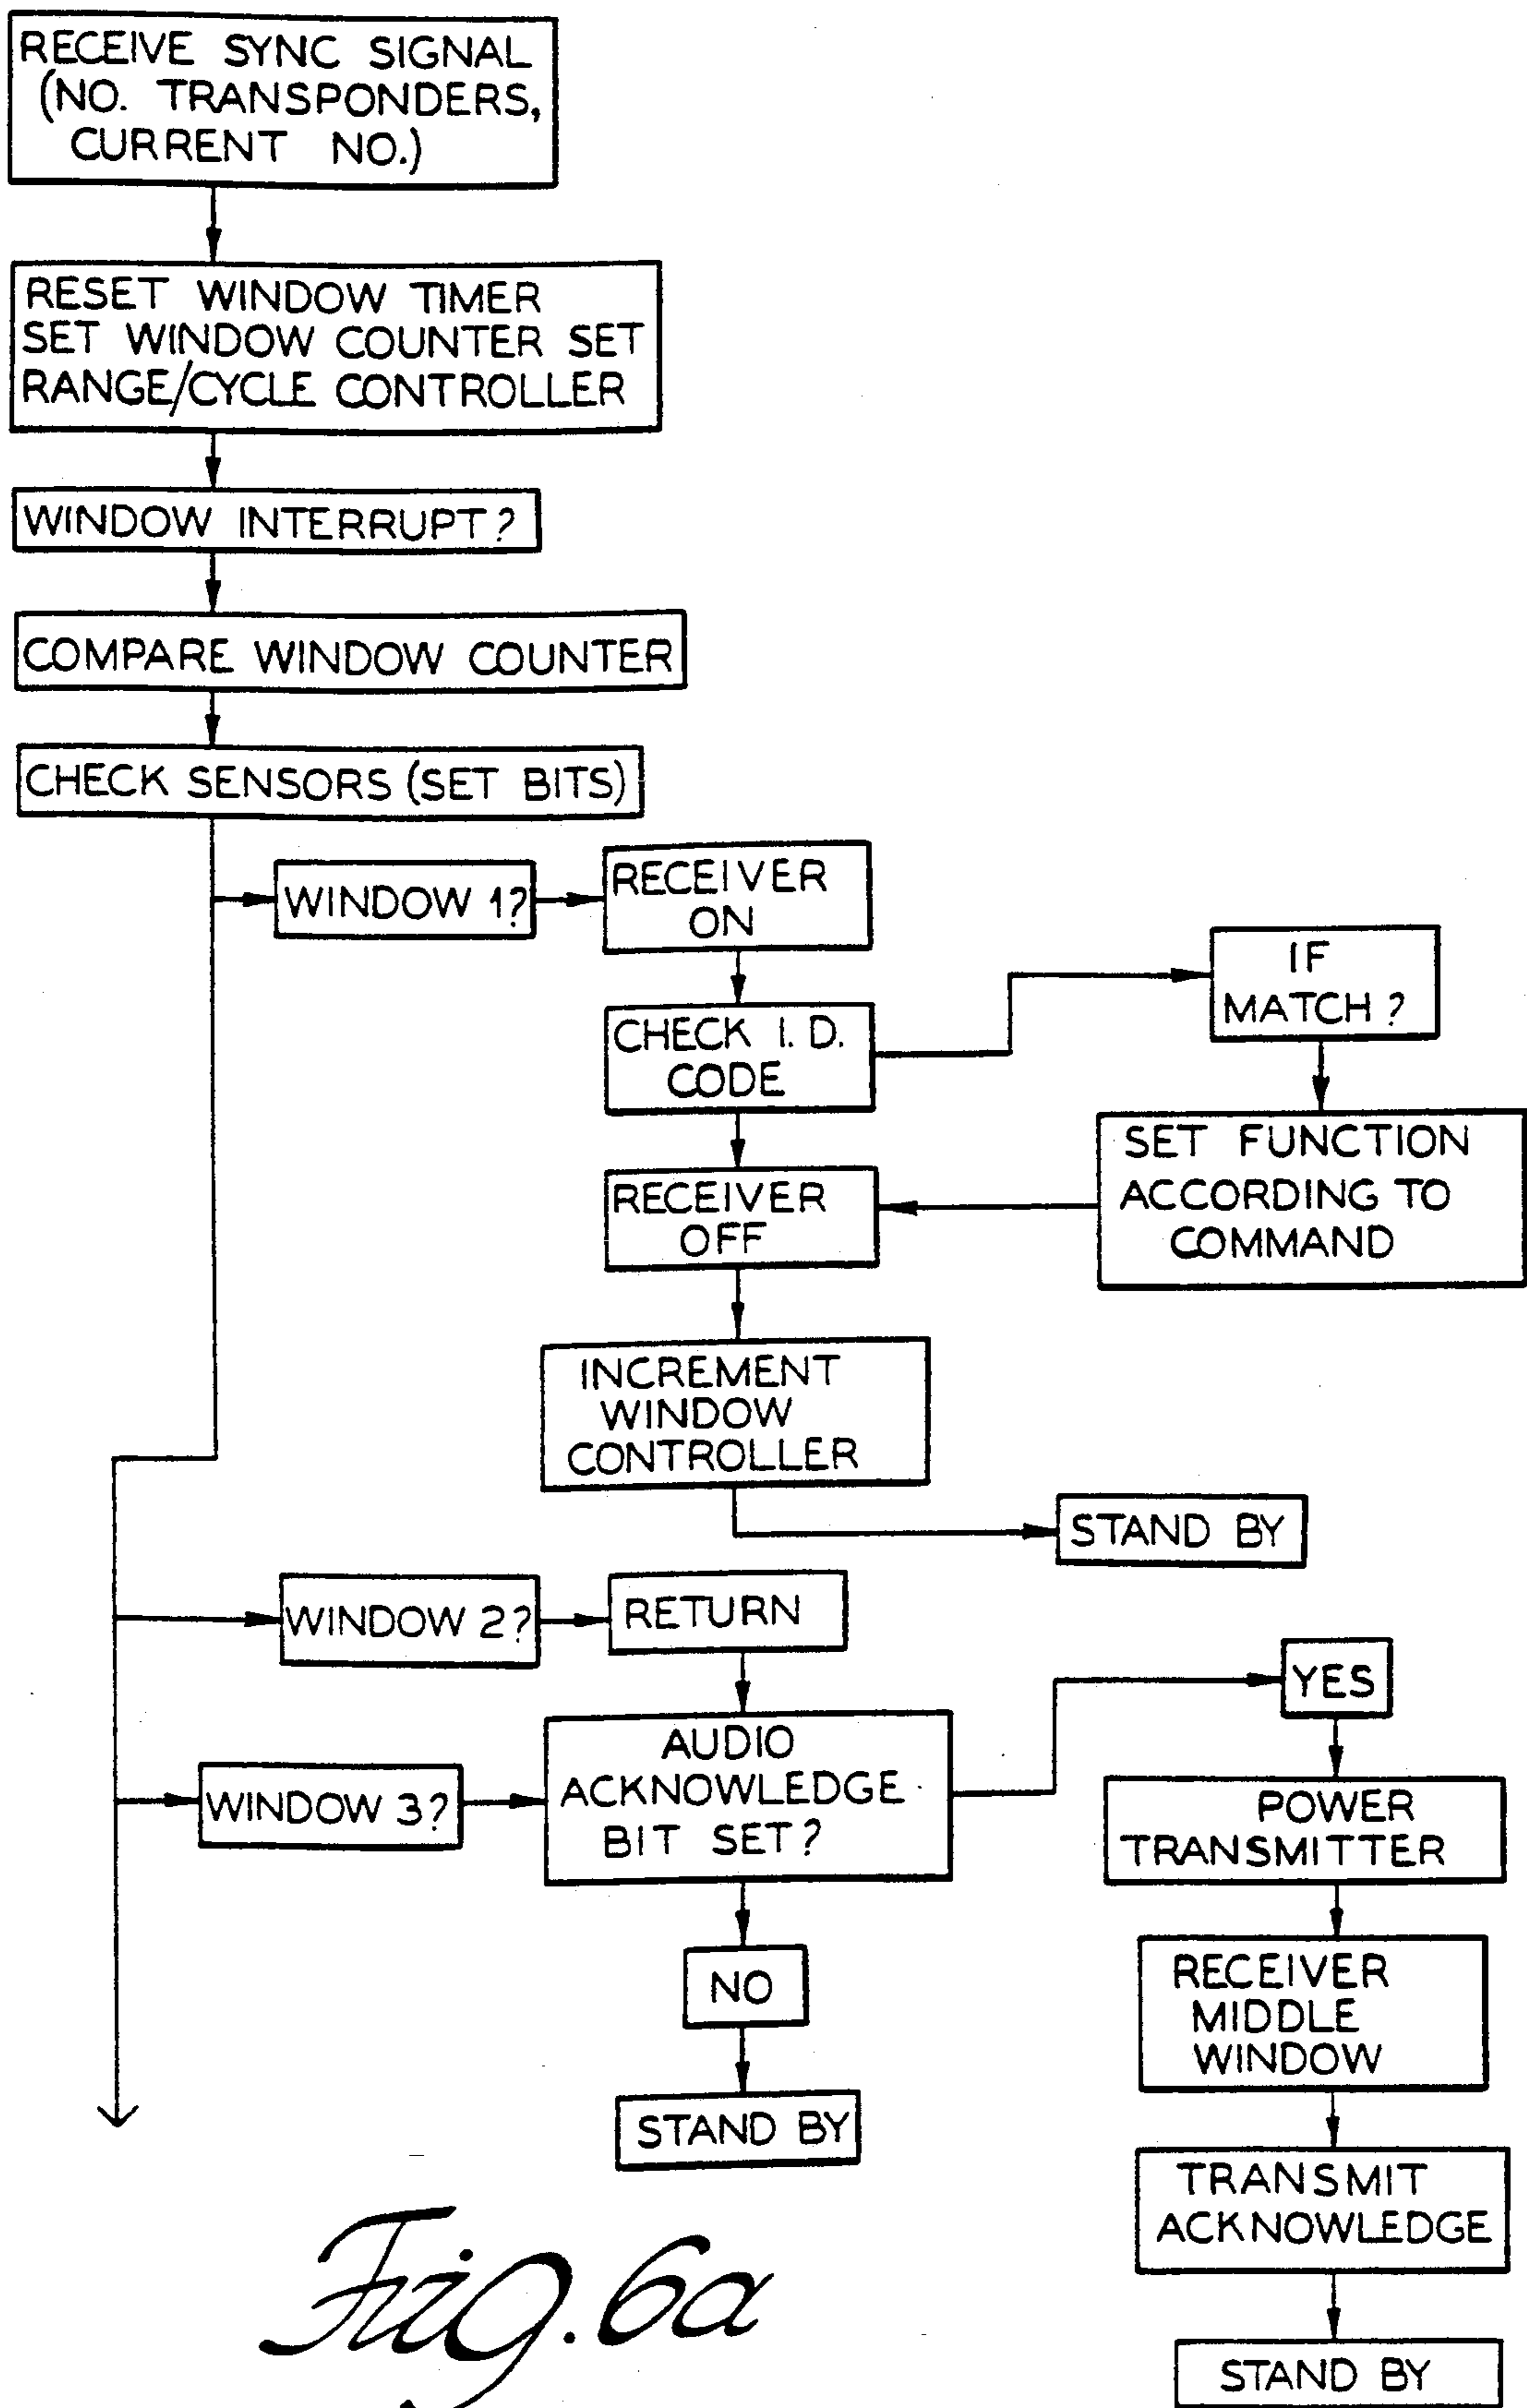 RECEIVE SYNC SIGNAL
(NO. TRANSPONDERS,
CURRENT NO.)
RESET WINDOW TIMER
SET WINDOW COUNTER SET
RANGE/CYCLE CONTROLLER
WINDOW INTERRUPT?
COMPARE WINDOW COUNTER
CHECK SENSORS (SET BITS)
WINDOW 1?
RECEIVER
ON
CHECK I. D.
CODE
IF
MATCH?
SET FUNCTION
ACCORDING TO
COMMAND
RECEIVER
OFF
INCREMENT
WINDOW
CONTROLLER
STAND BY
WINDOW 2?
RETURN
WINDOW 3?
AUDIO
ACKNOWLEDGE
BIT SET?
YES
POWER
TRANSMITTER
RECEIVER
MIDDLE
WINDOW
TRANSMIT
ACKNOWLEDGE
STAND BY
NO
STAND BY
Fig. 6a